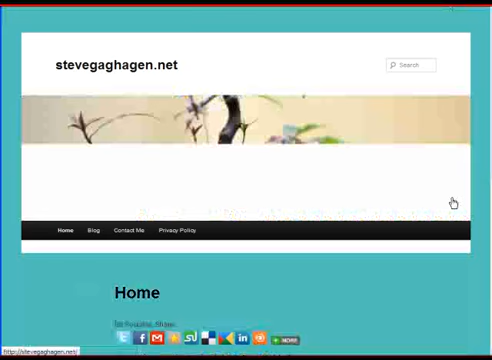 stevegaghagen.net
Search
Home Blog Contact Me Privacy Policy
Home
MORE
http://stevegaghagen.net/